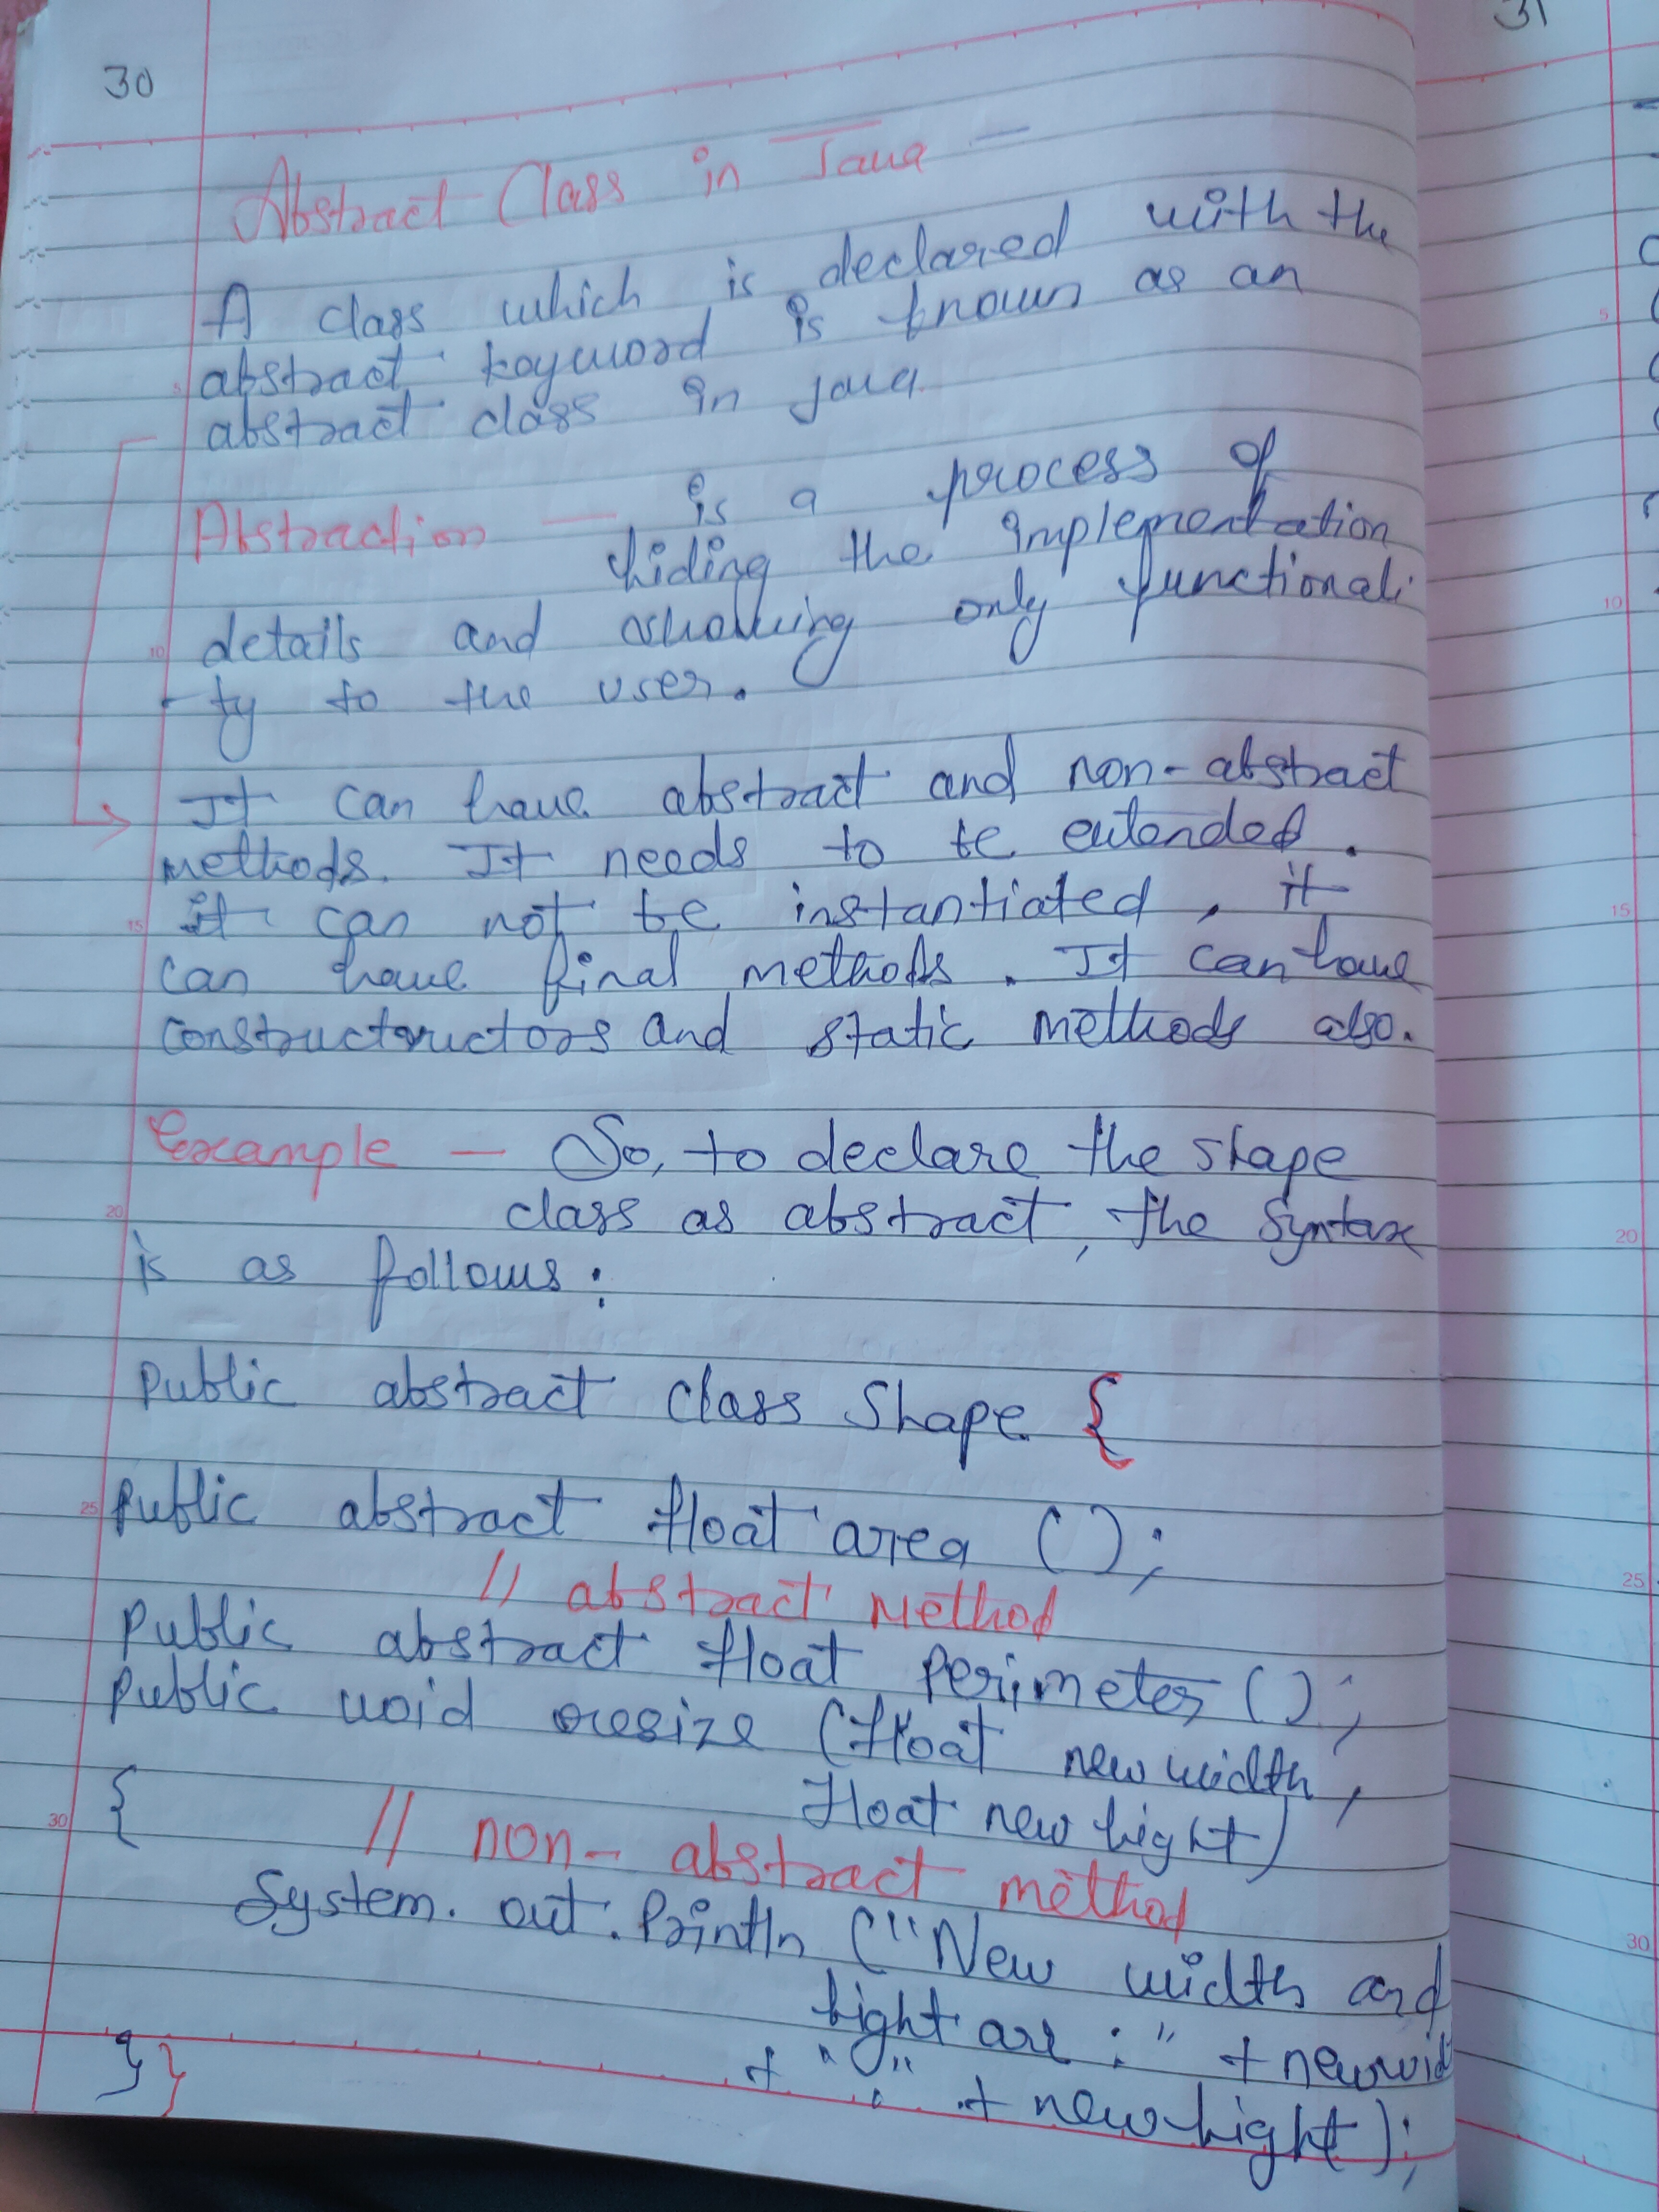 30
31
Abstract Class in Java —
A class which is declared with the
abstract keyword is known as an
abstract class in java.
Abstraction — is a process of
hiding the implementation
details and showing only functionali
ty to the user.
It can have abstract and non-abstract
methods. It needs to be extended.
it can not be instantiated, it
can have final methods. It can have
constructuructors and static methods also.
Example — So, to declare the shape
class as abstract, the syntax
is as follows:
Public abstract class Shape {
Public abstract float area ();
// abstract Method
Public abstract float Perimeter ();
Public void resize (float new width,
float new hight)
{ // non-abstract method
System. out. Println ("New width and
hight are :" + newwid
+ "," + newhight);
}}